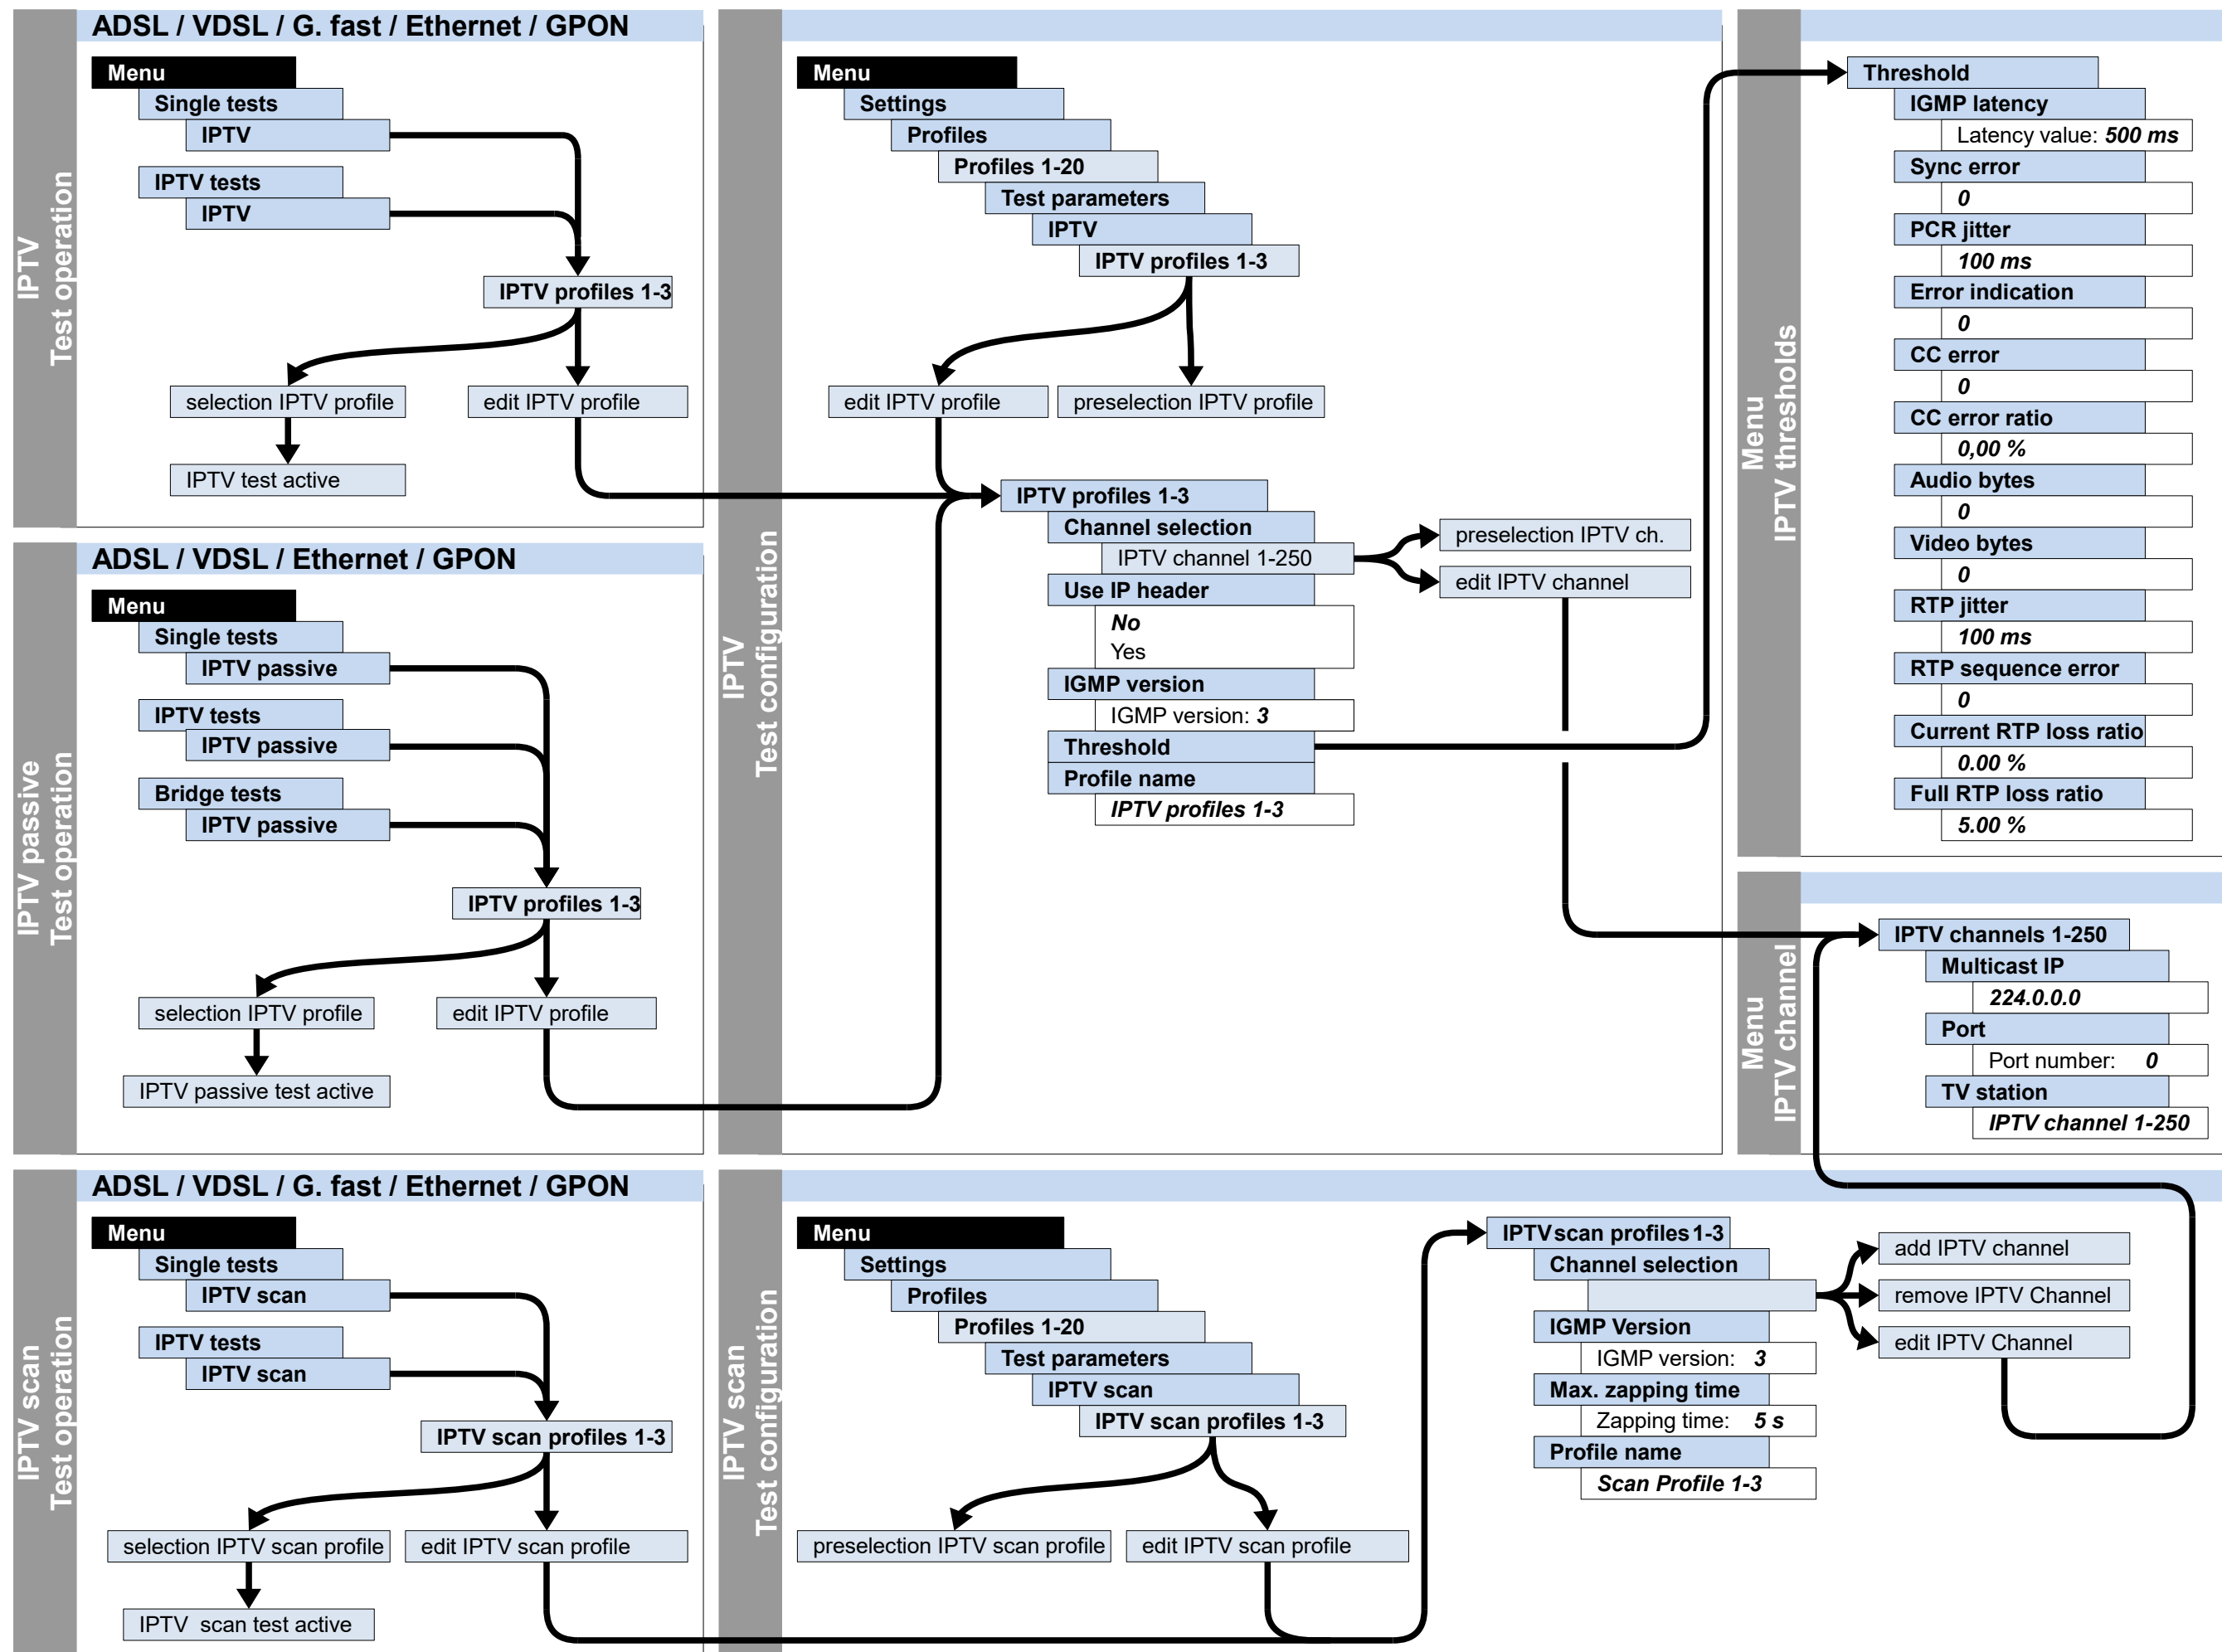 IPTV
Test operation
ADSL / VDSL / G. fast / Ethernet / GPON
Menu
Single tests
IPTV
IPTV tests
IPTV
IPTV profiles 1-3
selection IPTV profile
edit IPTV profile
IPTV test active
IPTV passive
Test operation
ADSL / VDSL / Ethernet / GPON
Menu
Single tests
IPTV passive
IPTV tests
IPTV passive
Bridge tests
IPTV passive
IPTV profiles 1-3
selection IPTV profile
edit IPTV profile
IPTV passive test active
IPTV
Test configuration
Menu
Settings
Profiles
Profiles 1-20
Test parameters
IPTV
IPTV profiles 1-3
edit IPTV profile
preselection IPTV profile
IPTV profiles 1-3
Channel selection
IPTV channel 1-250
preselection IPTV ch.
edit IPTV channel
Use IP header
No
Yes
IGMP version
IGMP version: 3
Threshold
Profile name
IPTV profiles 1-3
Menu
IPTV thresholds
Threshold
IGMP latency
Latency value: 500 ms
Sync error
0
PCR jitter
100 ms
Error indication
0
CC error
0
CC error ratio
0,00 %
Audio bytes
0
Video bytes
0
RTP jitter
100 ms
RTP sequence error
0
Current RTP loss ratio
0.00 %
Full RTP loss ratio
5.00 %
Menu
IPTV channel
IPTV channels 1-250
Multicast IP
224.0.0.0
Port
Port number: 0
TV station
IPTV channel 1-250
IPTV scan
Test operation
ADSL / VDSL / G. fast / Ethernet / GPON
Menu
Single tests
IPTV scan
IPTV tests
IPTV scan
IPTV scan profiles 1-3
selection IPTV scan profile
edit IPTV scan profile
IPTV scan test active
IPTV scan
Test configuration
Menu
Settings
Profiles
Profiles 1-20
Test parameters
IPTV scan
IPTV scan profiles 1-3
preselection IPTV scan profile
edit IPTV scan profile
IPTV scan profiles 1-3
Channel selection
add IPTV channel
remove IPTV Channel
edit IPTV Channel
IGMP Version
IGMP version: 3
Max. zapping time
Zapping time: 5 s
Profile name
Scan Profile 1-3